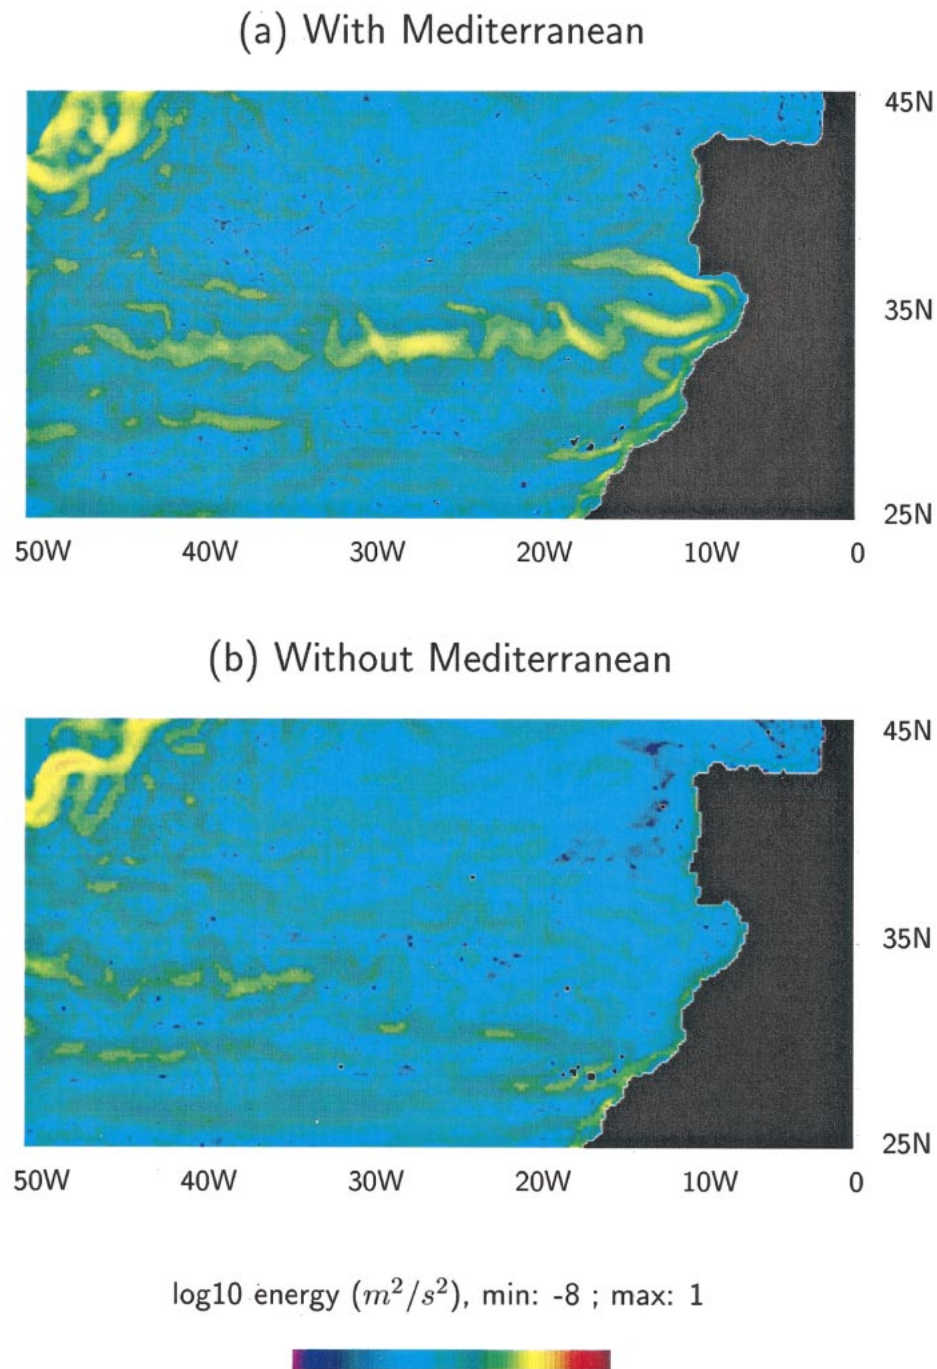 (a) With Mediterranean
45N
35N
25N
50W 40W 30W 20W 10W 0
(b) Without Mediterranean
45N
35N
25N
50W 40W 30W 20W 10W 0
log10 energy (m²/s²), min: -8 ; max: 1